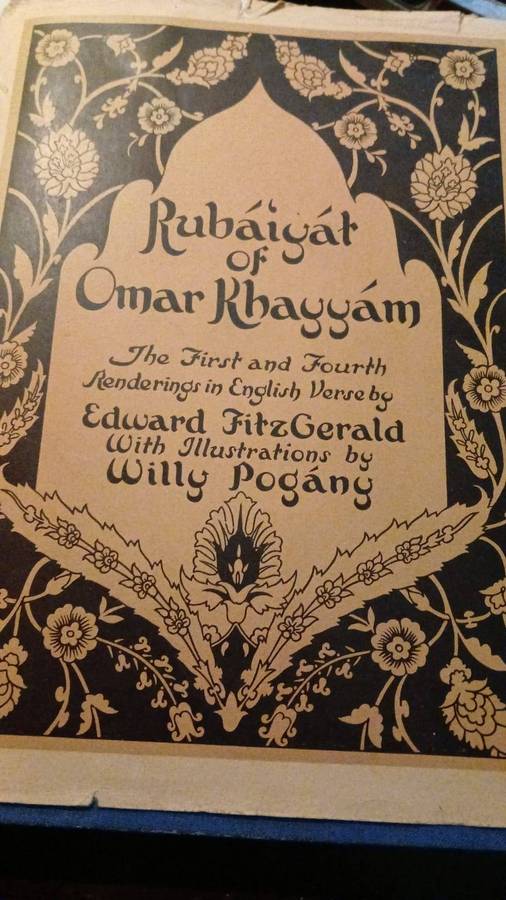 Rubáiyát
of
Omar Khayyám
The First and Fourth
Renderings in English Verse by
Edward FitzGerald
With Illustrations by
Willy Pogány